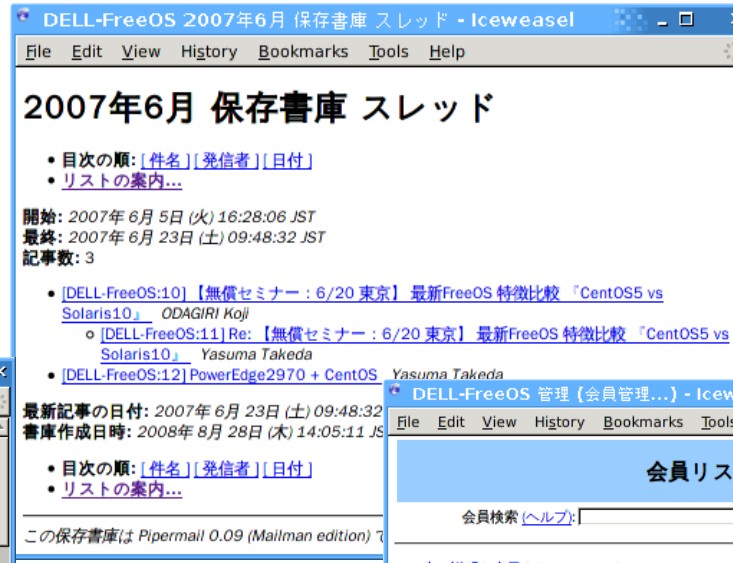 DELL-FreeOS 2007年6月 保存書庫 スレッド - Iceweasel
File Edit View History Bookmarks Tools Help
2007年6月 保存書庫 スレッド
• 目次の順: [ 件名 ] [ 発信者 ] [ 日付 ]
• リストの案内...
開始: 2007年 6月 5日 (火) 16:28:06 JST
最終: 2007年 6月 23日 (土) 09:48:32 JST
記事数: 3
• [DELL-FreeOS:10] 【無償セミナー：6/20 東京】 最新FreeOS 特徴比較 『CentOS5 vs
Solaris10』 ODAGIRI Koji
○ [DELL-FreeOS:11] Re: 【無償セミナー：6/20 東京】 最新FreeOS 特徴比較 『CentOS5 vs
Solaris10』 Yasuma Takeda
• [DELL-FreeOS:12] PowerEdge2970 + CentOS Yasuma Takeda
最新記事の日付: 2007年 6月 23日 (土) 09:48:32
書庫作成日時: 2008年 8月 28日 (木) 14:05:11 JS
• 目次の順: [ 件名 ] [ 発信者 ] [ 日付 ]
• リストの案内...
この保存書庫は Pipermail 0.09 (Mailman edition) で
DELL-FreeOS 管理 (会員管理...) - Icew
File Edit View History Bookmarks Tools
会員リス
会員検索 (ヘルプ):